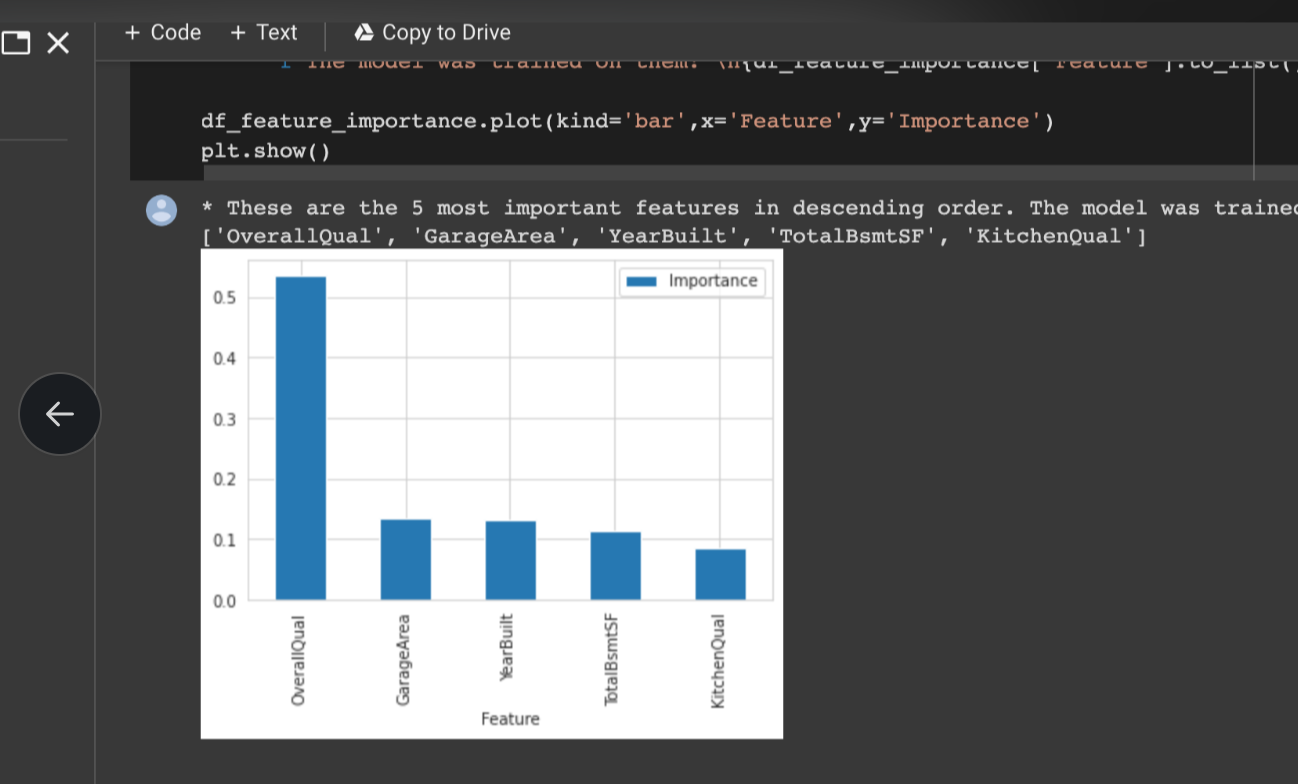 + Code + Text Copy to Drive
f"The model was trained on them: \n{df_feature_importance['Feature'].to_list(
df_feature_importance.plot(kind='bar',x='Feature',y='Importance')
plt.show()
* These are the 5 most important features in descending order. The model was trained
['OverallQual', 'GarageArea', 'YearBuilt', 'TotalBsmtSF', 'KitchenQual']
Importance
0.5
0.4
0.3
0.2
0.1
0.0
OverallQual
GarageArea
YearBuilt
TotalBsmtSF
KitchenQual
Feature